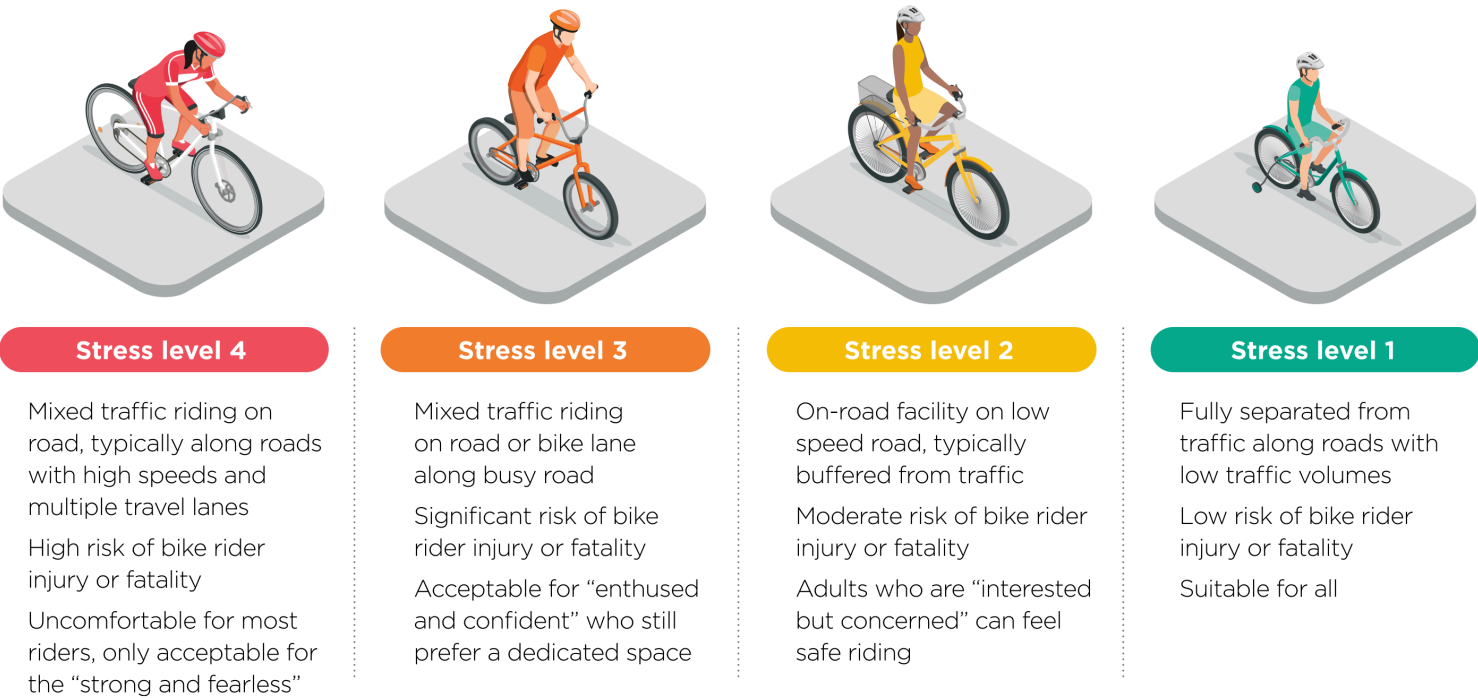 Stress level 4
Mixed traffic riding on
road, typically along roads
with high speeds and
multiple travel lanes
High risk of bike rider
injury or fatality
Uncomfortable for most
riders, only acceptable for
the “strong and fearless”
Stress level 3
Mixed traffic riding
on road or bike lane
along busy road
Significant risk of bike
rider injury or fatality
Acceptable for “enthused
and confident” who still
prefer a dedicated space
Stress level 2
On-road facility on low
speed road, typically
buffered from traffic
Moderate risk of bike rider
injury or fatality
Adults who are “interested
but concerned” can feel
safe riding
Stress level 1
Fully separated from
traffic along roads with
low traffic volumes
Low risk of bike rider
injury or fatality
Suitable for all